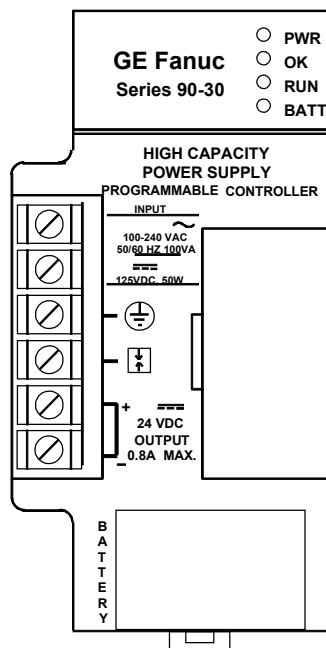 GE Fanuc
Series 90-30
PWR
OK
RUN
BATT
HIGH CAPACITY
POWER SUPPLY
PROGRAMMABLE CONTROLLER
INPUT
100-240 VAC
50/60 HZ 100VA
125VDC, 50W
+
24 VDC
OUTPUT
0.8A MAX.
–
BATTERY